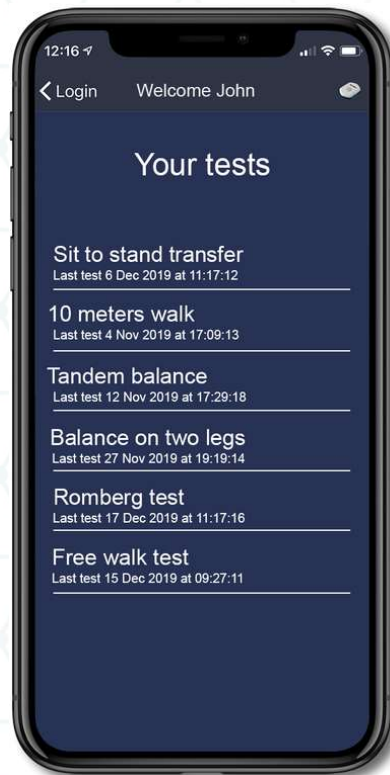 12:16
Login Welcome John
Your tests
Sit to stand transfer
Last test 6 Dec 2019 at 11:17:12
10 meters walk
Last test 4 Nov 2019 at 17:09:13
Tandem balance
Last test 12 Nov 2019 at 17:29:18
Balance on two legs
Last test 27 Nov 2019 at 19:19:14
Romberg test
Last test 17 Dec 2019 at 11:17:16
Free walk test
Last test 15 Dec 2019 at 09:27:11